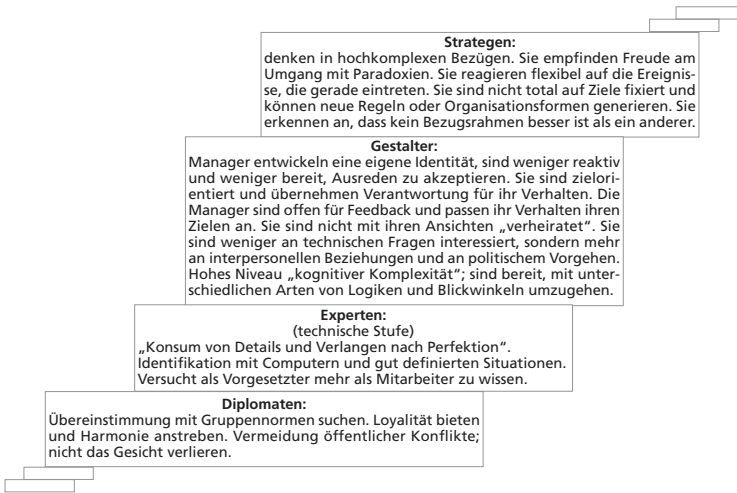 Strategen:
denken in hochkomplexen Bezügen. Sie empfinden Freude am
Umgang mit Paradoxien. Sie reagieren flexibel auf die Ereignis-
se, die gerade eintreten. Sie sind nicht total auf Ziele fixiert und
können neue Regeln oder Organisationsformen generieren. Sie
erkennen an, dass kein Bezugsrahmen besser ist als ein anderer.
Gestalter:
Manager entwickeln eine eigene Identität, sind weniger reaktiv
und weniger bereit, Ausreden zu akzeptieren. Sie sind zielori-
entiert und übernehmen Verantwortung für ihr Verhalten. Die
Manager sind offen für Feedback und passen ihr Verhalten ihren
Zielen an. Sie sind nicht mit ihren Ansichten „verheiratet“. Sie
sind weniger an technischen Fragen interessiert, sondern mehr
an interpersonellen Beziehungen und an politischem Vorgehen.
Hohes Niveau „kognitiver Komplexität“; sind bereit, mit unter-
schiedlichen Arten von Logiken und Blickwinkeln umzugehen.
Experten:
(technische Stufe)
„Konsum von Details und Verlangen nach Perfektion“.
Identifikation mit Computern und gut definierten Situationen.
Versucht als Vorgesetzter mehr als Mitarbeiter zu wissen.
Diplomaten:
Übereinstimmung mit Gruppennormen suchen. Loyalität bieten
und Harmonie anstreben. Vermeidung öffentlicher Konflikte;
nicht das Gesicht verlieren.